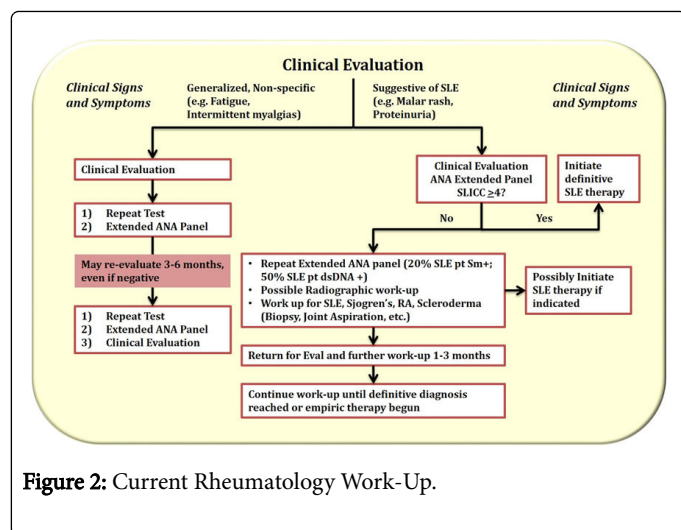 Clinical Evaluation
Clinical Signs
and Symptoms
Generalized, Non-specific
(e.g. Fatigue,
Intermittent myalgias)
Suggestive of SLE
(e.g. Malar rash,
Proteinuria)
Clinical Signs
and Symptoms
Clinical Evaluation
1) Repeat Test
2) Extended ANA Panel
May re-evaluate 3-6 months,
even if negative
1) Repeat Test
2) Extended ANA Panel
3) Clinical Evaluation
Clinical Evaluation
ANA Extended Panel
SLICC ≥4?
Initiate
definitive
SLE therapy
No
Yes
• Repeat Extended ANA panel (20% SLE pt Sm+;
50% SLE pt dsDNA +)
• Possible Radiographic work-up
• Work up for SLE, Sjogren's, RA, Scleroderma
(Biopsy, Joint Aspiration, etc.)
Possibly Initiate
SLE therapy if
indicated
Return for Eval and further work-up 1-3 months
Continue work-up until definitive diagnosis
reached or empiric therapy begun
Figure 2: Current Rheumatology Work-Up.